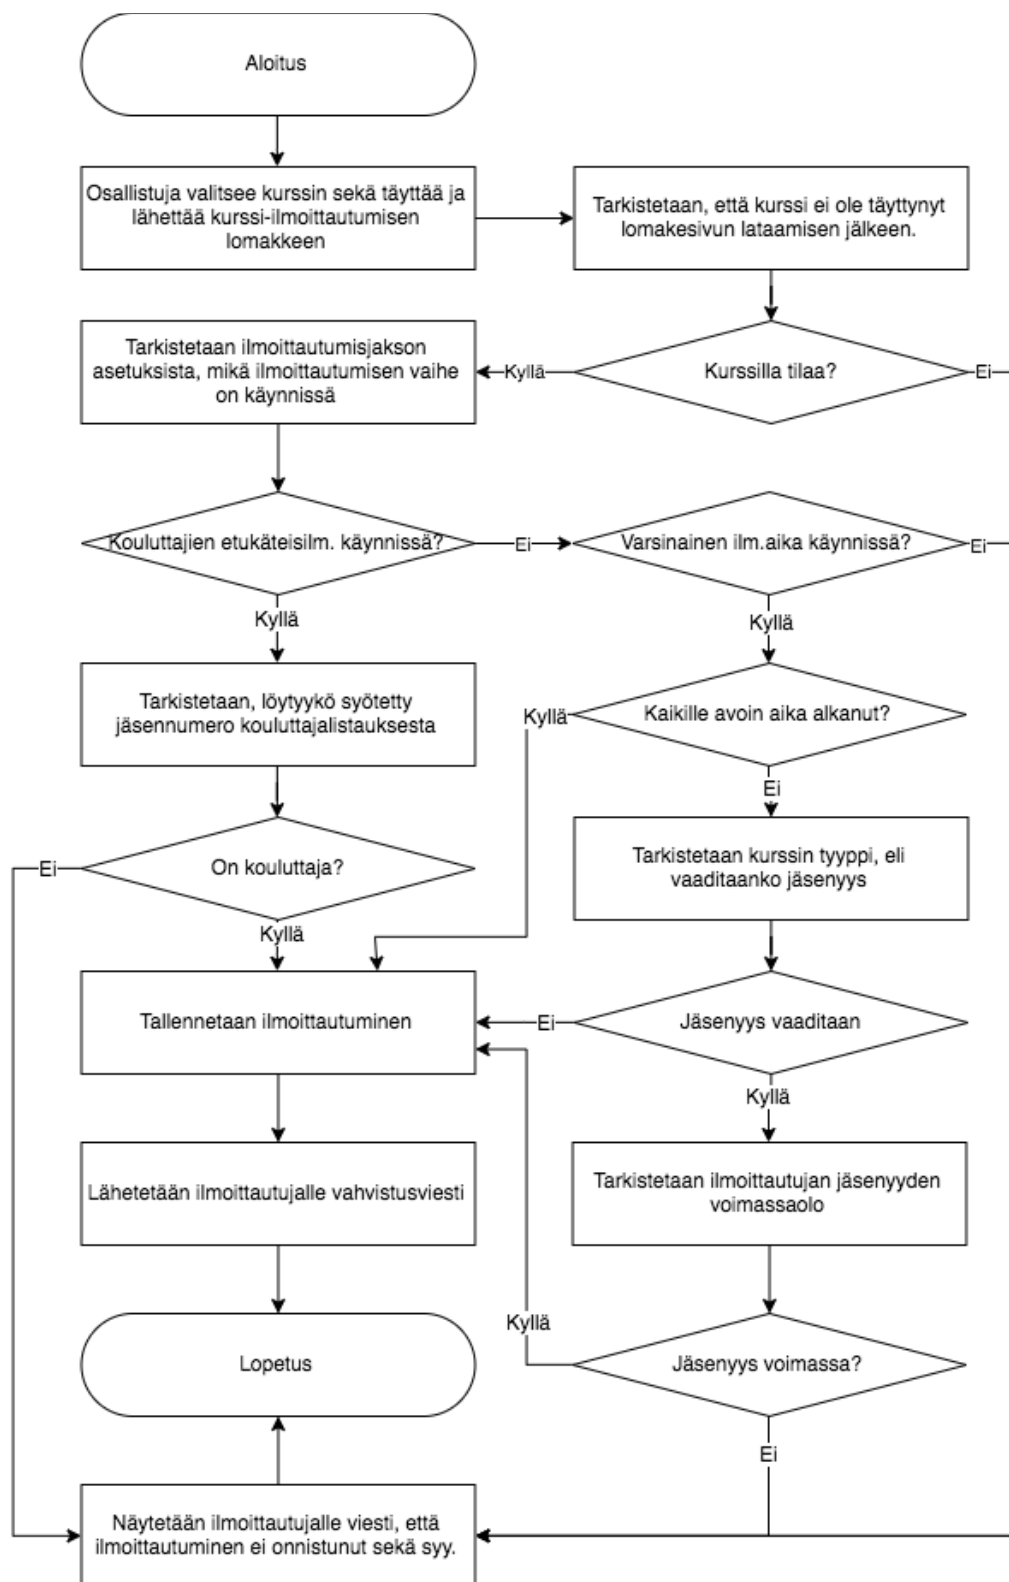 Aloitus
Osallistuja valitsee kurssin sekä täyttää ja
lähettää kurssi-ilmoittautumisen
lomakkeen
Tarkistetaan, että kurssi ei ole täyttynyt
lomakesivun lataamisen jälkeen.
Tarkistetaan ilmoittautumisjakson
asetuksista, mikä ilmoittautumisen vaihe
on käynnissä
Kyllä
Kurssilla tilaa?
Ei
Kouluttajien etukäteisilm. käynnissä?
Ei
Varsinainen ilm.aika käynnissä?
Ei
Kyllä
Kyllä
Tarkistetaan, löytyykö syötetty
jäsennumero kouluttajalistauksesta
Kyllä
Kaikille avoin aika alkanut?
Ei
Ei
On kouluttaja?
Kyllä
Tarkistetaan kurssin tyyppi, eli
vaaditaanko jäsenyys
Tallennetaan ilmoittautuminen
Ei
Jäsenyys vaaditaan
Kyllä
Lähetetään ilmoittautujalle vahvistusviesti
Tarkistetaan ilmoittautujan jäsenyyden
voimassaolo
Kyllä
Lopetus
Jäsenyys voimassa?
Ei
Näytetään ilmoittautujalle viesti, että
ilmoittautuminen ei onnistunut sekä syy.